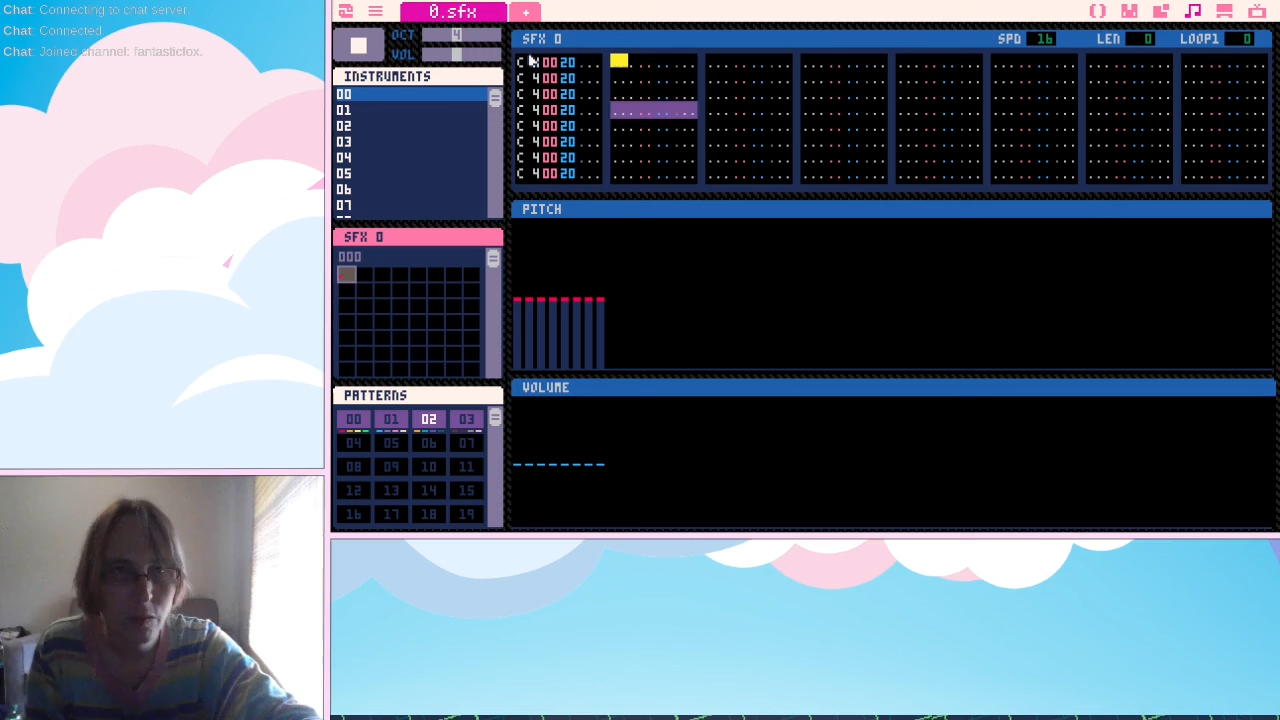 Chat: Connecting to chat server.
Chat: Connected
Chat: Joined channel: fantasticfox.
0.sfx
+
OCT 4
VOL
INSTRUMENTS
00
01
02
03
04
05
06
07
SFX 0
000
PATTERNS
00 01 02 03
04 05 06 07
08 09 10 11
12 13 14 15
16 17 18 19
SFX 0 SPD 16 LEN 0 LOOP1 0
C 4 00 20
C 4 00 20
C 4 00 20
C 4 00 20
C 4 00 20
C 4 00 20
C 4 00 20
C 4 00 20
PITCH
VOLUME